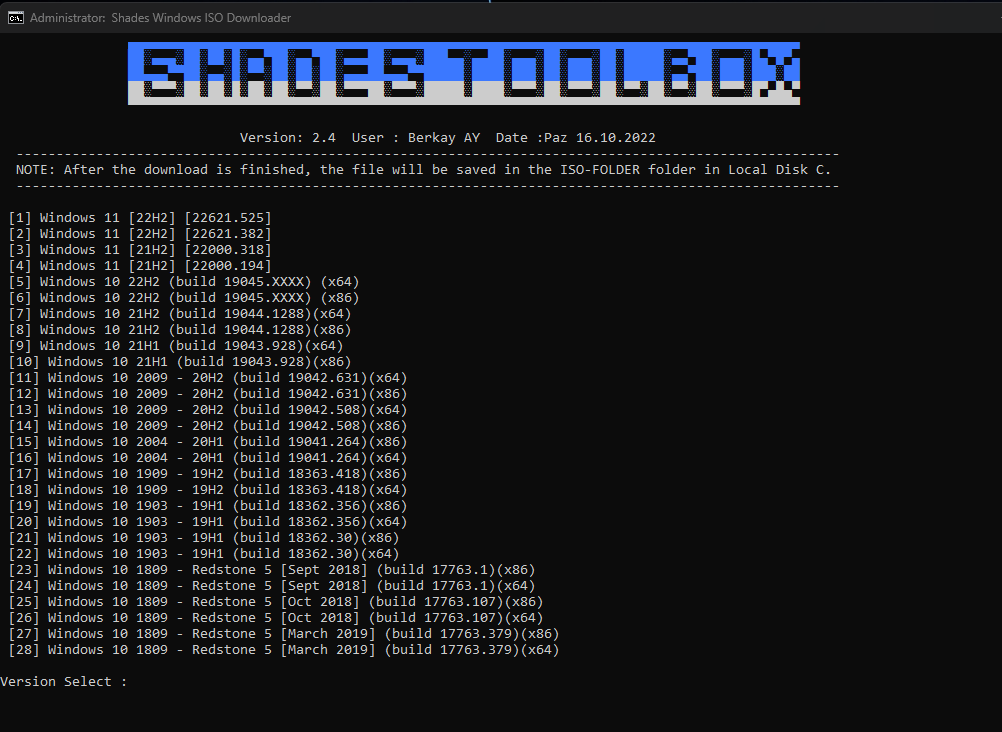 Administrator: Shades Windows ISO Downloader
SHADES TOOLBOX
Version: 2.4  User : Berkay AY  Date :Paz 16.10.2022
-------------------------------------------------------------------------------------------------------
NOTE: After the download is finished, the file will be saved in the ISO-FOLDER folder in Local Disk C.
-------------------------------------------------------------------------------------------------------
[1] Windows 11 [22H2] [22621.525]
[2] Windows 11 [22H2] [22621.382]
[3] Windows 11 [21H2] [22000.318]
[4] Windows 11 [21H2] [22000.194]
[5] Windows 10 22H2 (build 19045.XXXX) (x64)
[6] Windows 10 22H2 (build 19045.XXXX) (x86)
[7] Windows 10 21H2 (build 19044.1288)(x64)
[8] Windows 10 21H2 (build 19044.1288)(x86)
[9] Windows 10 21H1 (build 19043.928)(x64)
[10] Windows 10 21H1 (build 19043.928)(x86)
[11] Windows 10 2009 - 20H2 (build 19042.631)(x64)
[12] Windows 10 2009 - 20H2 (build 19042.631)(x86)
[13] Windows 10 2009 - 20H2 (build 19042.508)(x64)
[14] Windows 10 2009 - 20H2 (build 19042.508)(x86)
[15] Windows 10 2004 - 20H1 (build 19041.264)(x86)
[16] Windows 10 2004 - 20H1 (build 19041.264)(x64)
[17] Windows 10 1909 - 19H2 (build 18363.418)(x86)
[18] Windows 10 1909 - 19H2 (build 18363.418)(x64)
[19] Windows 10 1903 - 19H1 (build 18362.356)(x86)
[20] Windows 10 1903 - 19H1 (build 18362.356)(x64)
[21] Windows 10 1903 - 19H1 (build 18362.30)(x86)
[22] Windows 10 1903 - 19H1 (build 18362.30)(x64)
[23] Windows 10 1809 - Redstone 5 [Sept 2018] (build 17763.1)(x86)
[24] Windows 10 1809 - Redstone 5 [Sept 2018] (build 17763.1)(x64)
[25] Windows 10 1809 - Redstone 5 [Oct 2018] (build 17763.107)(x86)
[26] Windows 10 1809 - Redstone 5 [Oct 2018] (build 17763.107)(x64)
[27] Windows 10 1809 - Redstone 5 [March 2019] (build 17763.379)(x86)
[28] Windows 10 1809 - Redstone 5 [March 2019] (build 17763.379)(x64)
Version Select :